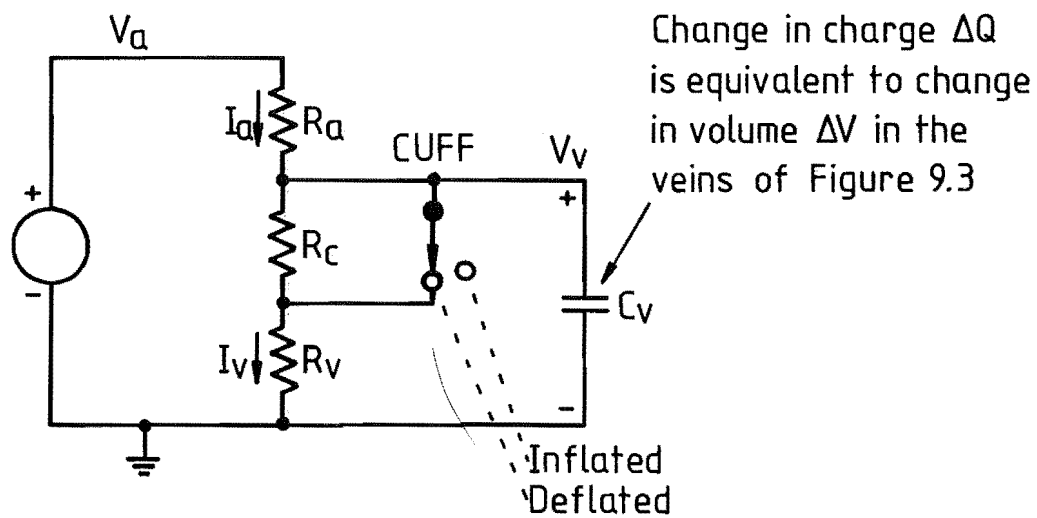 Va
Change in charge ΔQ
is equivalent to change
in volume ΔV in the
veins of Figure 9.3
Ia
Ra
CUFF
Vv
+
+
Rc
−
Cv
Iv
Rv
−
Inflated
Deflated